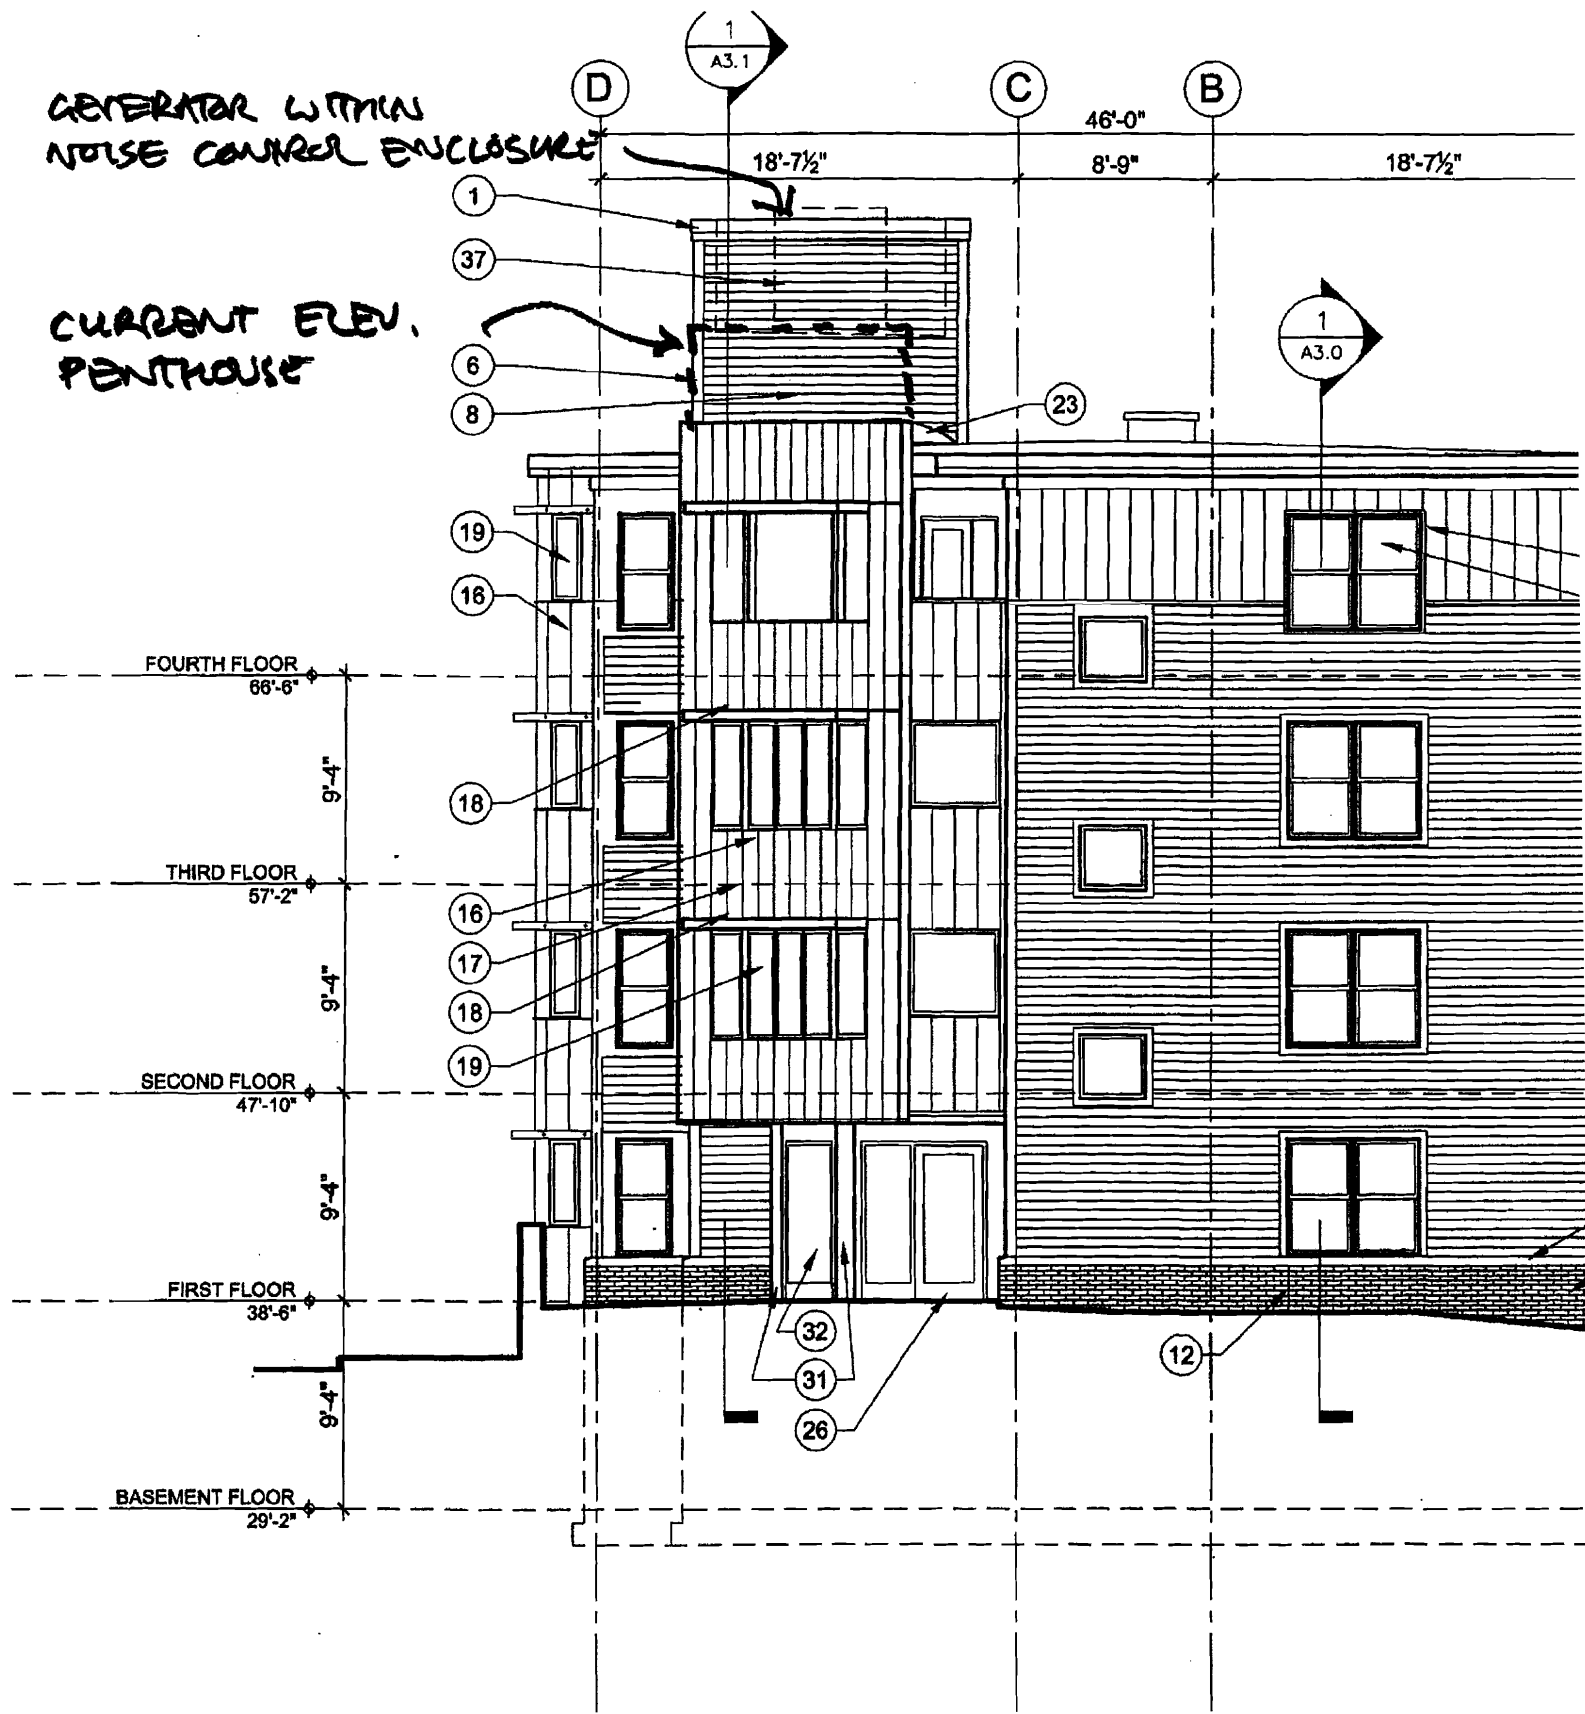 1
A3.1
GENERATOR WITHIN
NOISE CONTROL ENCLOSURE
D
C
B
46'-0"
18'-7½"
8'-9"
18'-7½"
1
37
CURRENT ELEV.
PENTHOUSE
1
A3.0
6
8
23
19
16
FOURTH FLOOR
66'-6"
9'-4"
18
THIRD FLOOR
57'-2"
16
17
9'-4"
18
19
SECOND FLOOR
47'-10"
9'-4"
FIRST FLOOR
38'-6"
32
12
31
9'-4"
26
BASEMENT FLOOR
29'-2"